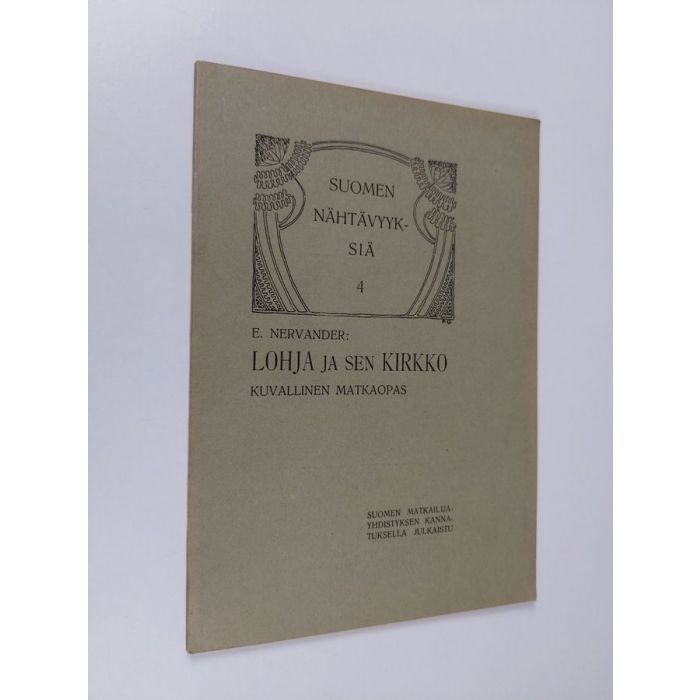 SUOMEN
NÄHTÄVYYK-
SIÄ
4
E. NERVANDER:
LOHJA JA SEN KIRKKO
KUVALLINEN MATKAOPAS
SUOMEN MATKAILIJA-
YHDISTYKSEN KANNA-
TUKSELLA JULKAISTU